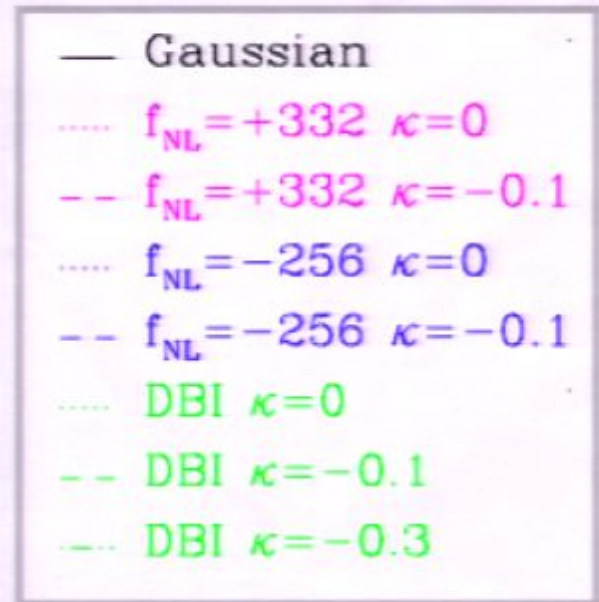 Gaussian
f_NL=+332 κ=0
f_NL=+332 κ=−0.1
f_NL=−256 κ=0
f_NL=−256 κ=−0.1
DBI κ=0
DBI κ=−0.1
DBI κ=−0.3